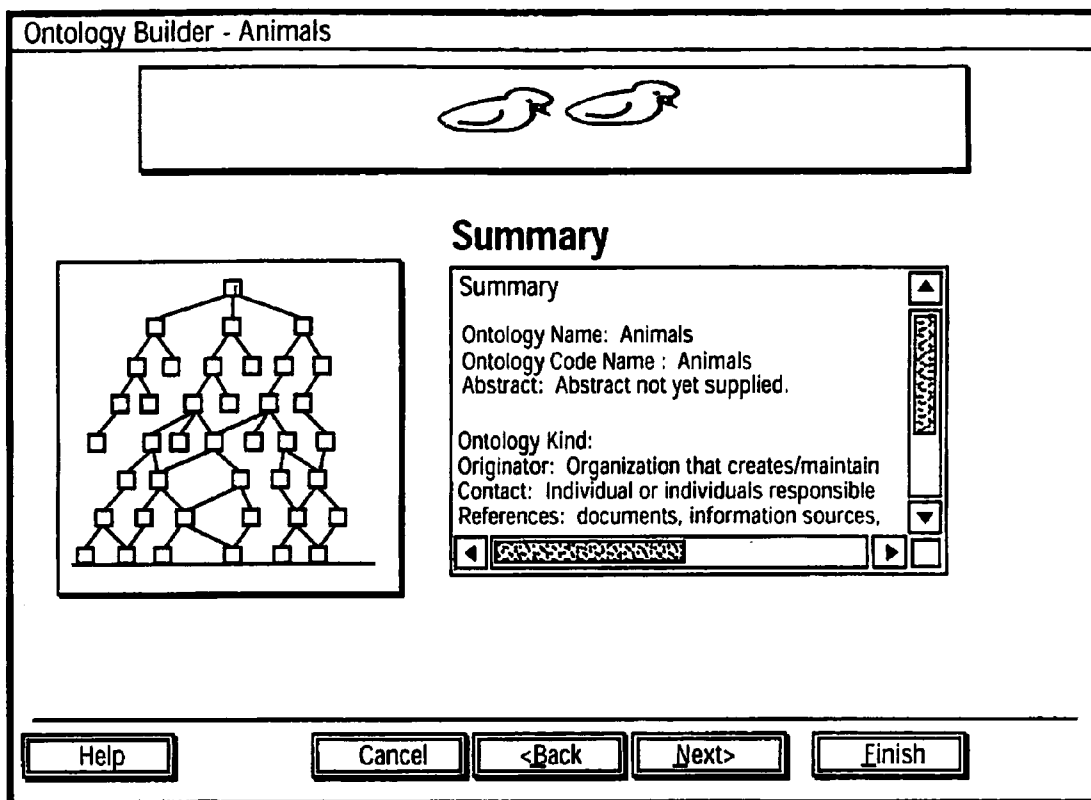 Ontology Builder - Animals
Summary
Summary
Ontology Name: Animals
Ontology Code Name : Animals
Abstract: Abstract not yet supplied.
Ontology Kind:
Originator: Organization that creates/maintain
Contact: Individual or individuals responsible
References: documents, information sources,
Help Cancel <Back Next> Finish